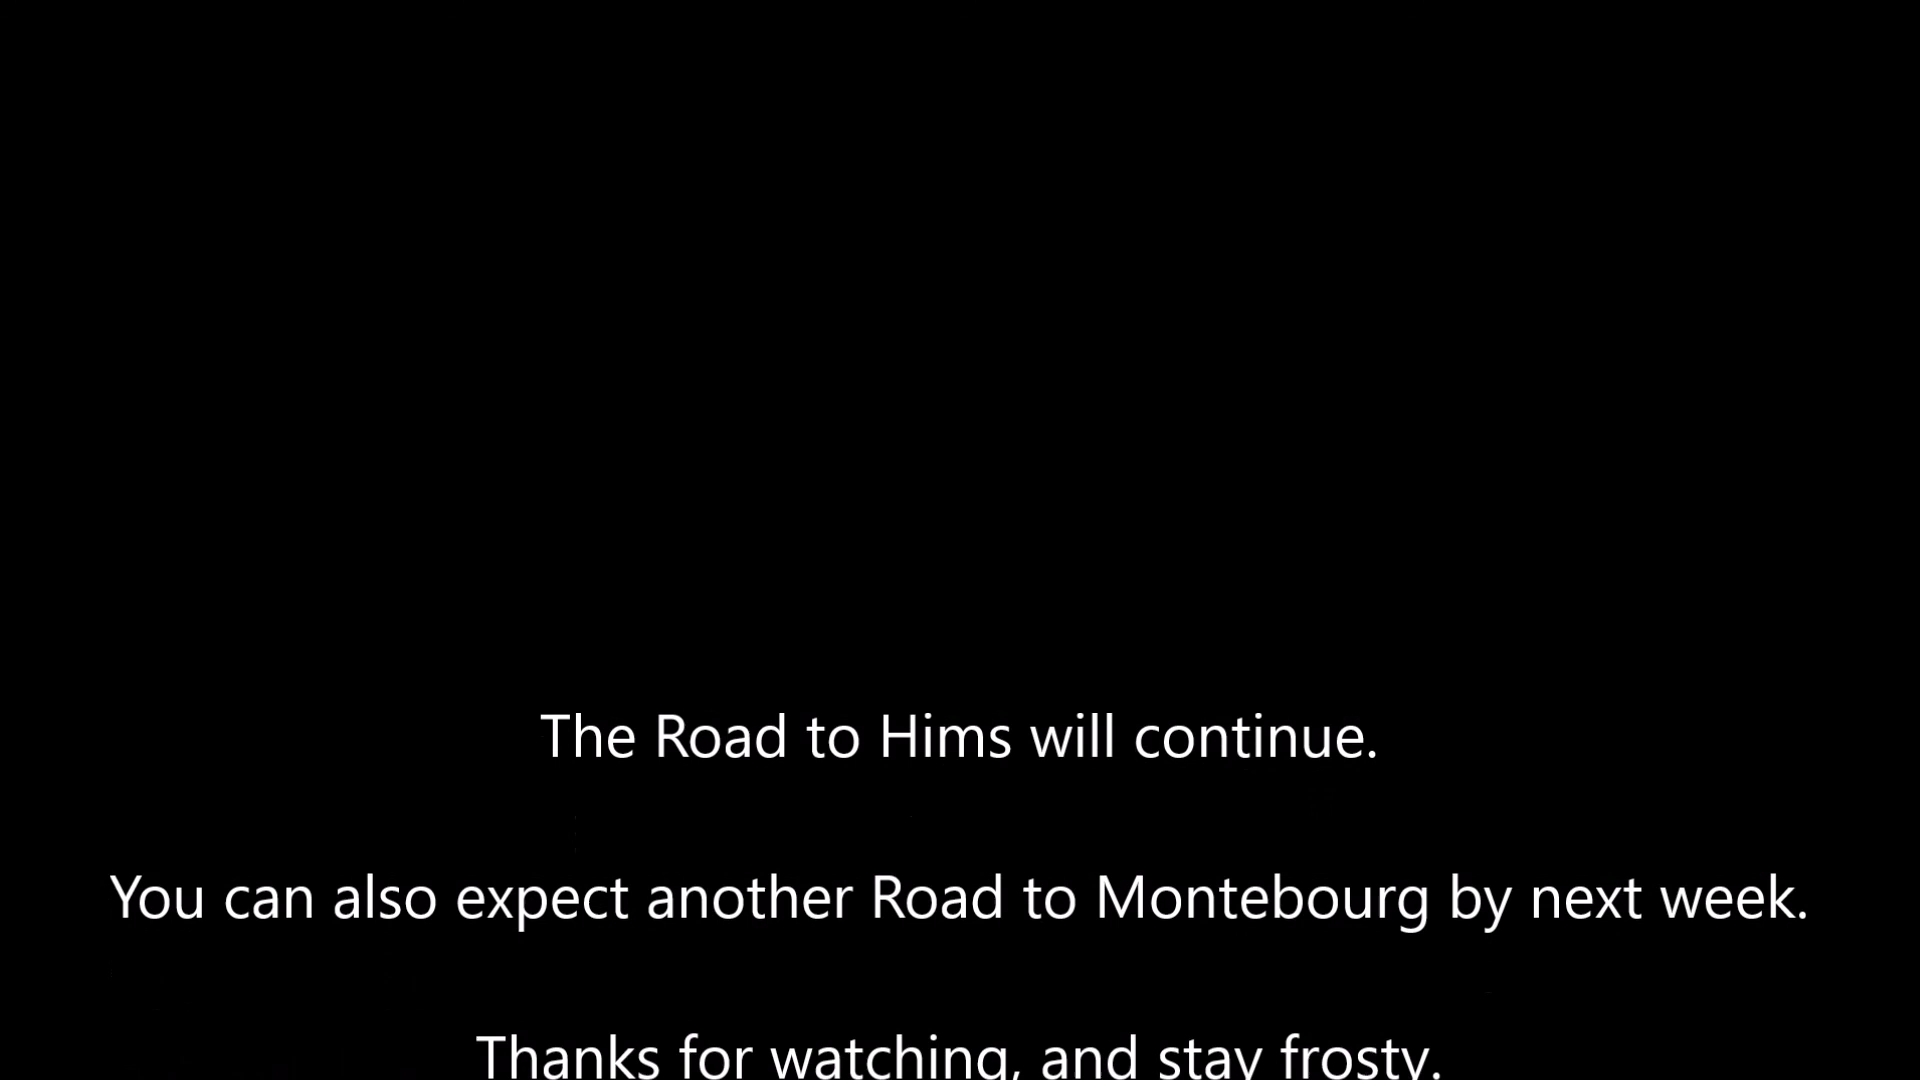 The Road to Hims will continue.
You can also expect another Road to Montebourg by next week.
Thanks for watching, and stay frosty.